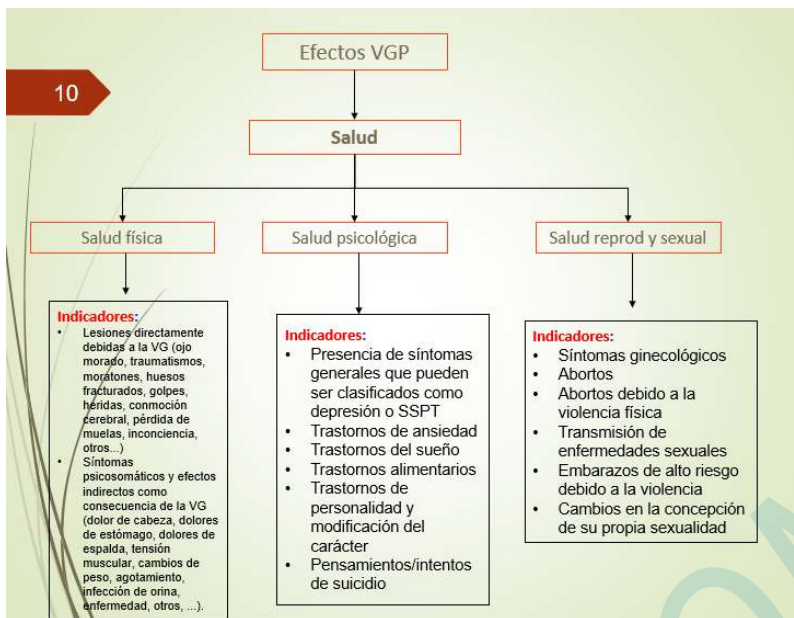 Efectos VGP
10
Salud
Salud física
Salud psicológica
Salud reprod y sexual
Indicadores:
• Lesiones directamente
debidas a la VG (ojo
morado, traumatismos,
moratones, huesos
fracturados, golpes,
heridas, conmoción
cerebral, pérdida de
muelas, inconciencia,
otros...)
• Síntomas
psicosomáticos y efectos
indirectos como
consecuencia de la VG
(dolor de cabeza, dolores
de estómago, dolores de
espalda, tensión
muscular, cambios de
peso, agotamiento,
infección de orina,
enfermedad, otros, ...).
Indicadores:
• Presencia de síntomas
generales que pueden
ser clasificados como
depresión o SSPT
• Trastornos de ansiedad
• Trastornos del sueño
• Trastornos alimentarios
• Trastornos de
personalidad y
modificación del
carácter
• Pensamientos/intentos
de suicidio
Indicadores:
• Síntomas ginecológicos
• Abortos
• Abortos debido a la
violencia física
• Transmisión de
enfermedades sexuales
• Embarazos de alto riesgo
debido a la violencia
• Cambios en la concepción
de su propia sexualidad